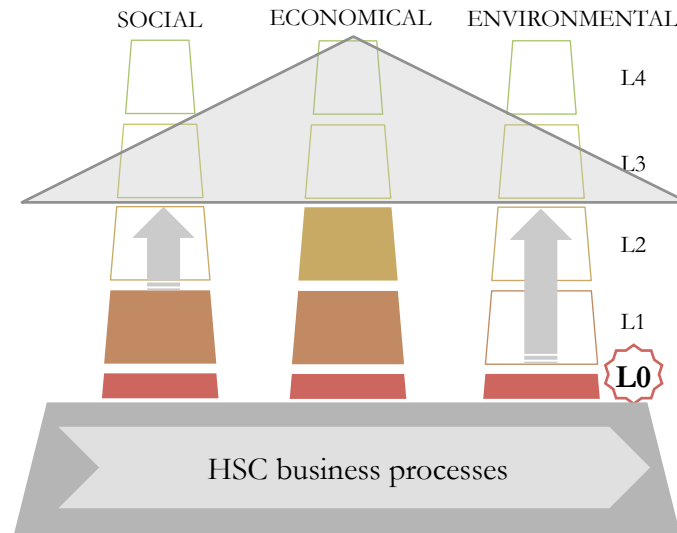 SOCIAL ECONOMICAL ENVIRONMENTAL
L4
L3
L2
L1
L0
HSC business processes